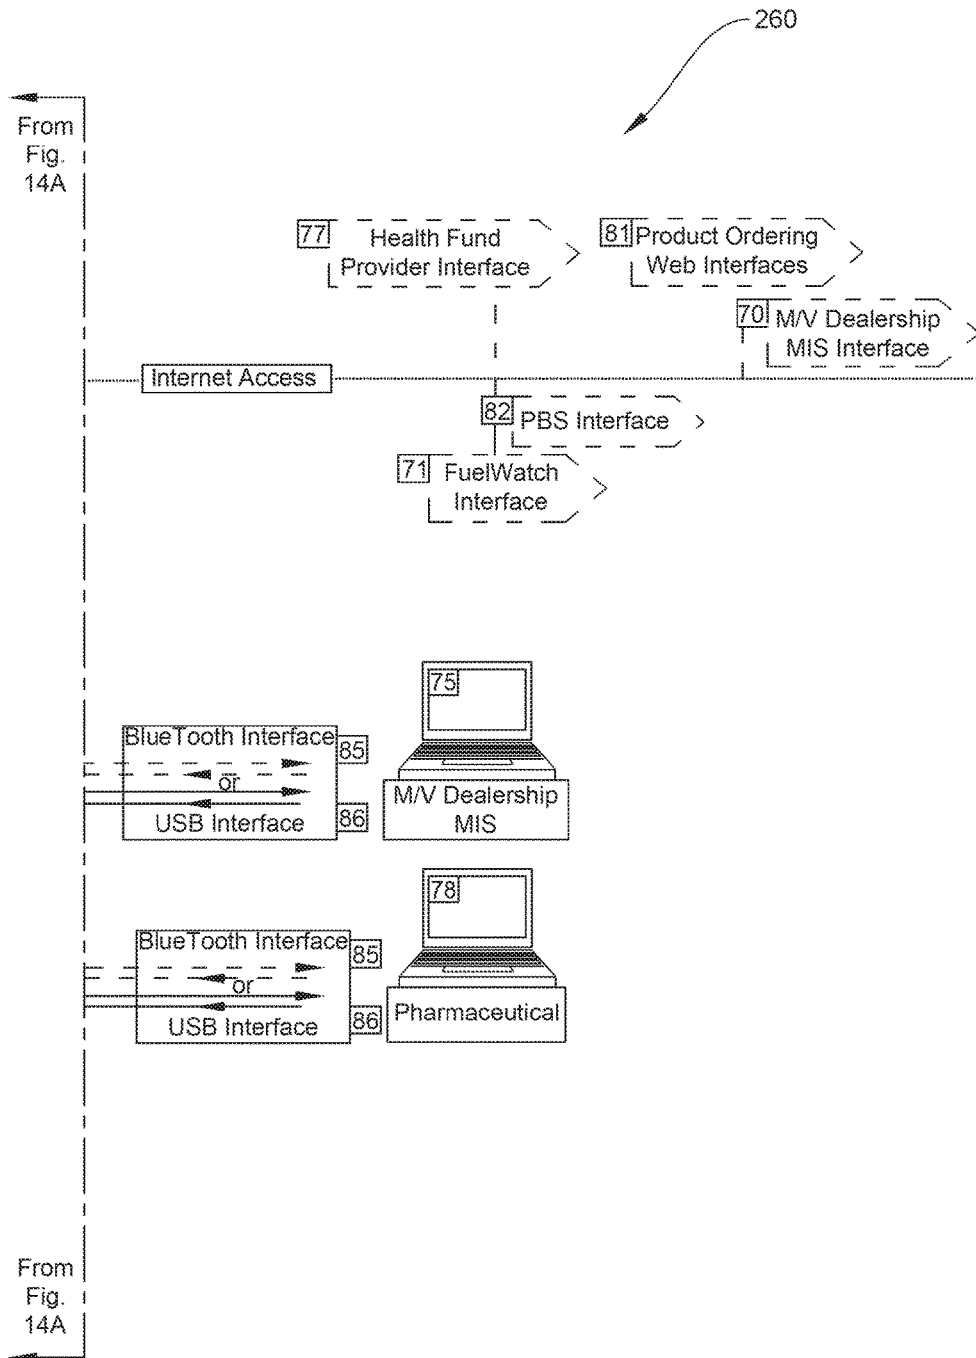 260
From
Fig.
14A
77
Health Fund
Provider Interface
81
Product Ordering
Web Interfaces
70
M/V Dealership
MIS Interface
Internet Access
82
PBS Interface
71
FuelWatch
Interface
75
BlueTooth Interface
85
or
USB Interface
86
M/V Dealership
MIS
78
BlueTooth Interface
85
or
USB Interface
86
Pharmaceutical
From
Fig.
14A